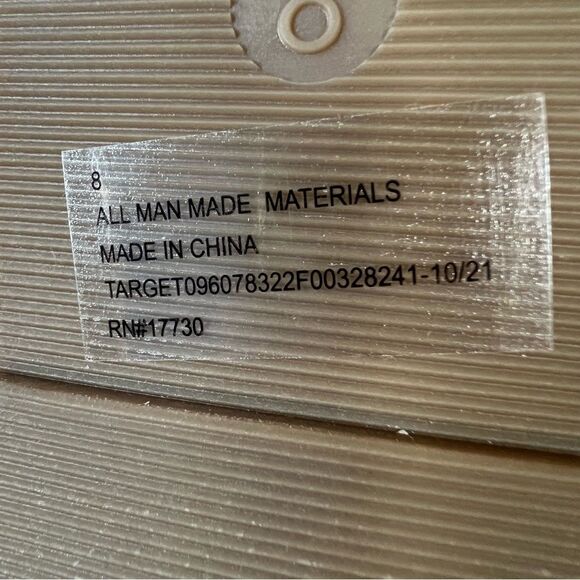 8
ALL MAN MADE MATERIALS
MADE IN CHINA
TARGET096078322F00328241-10/21
RN#17730